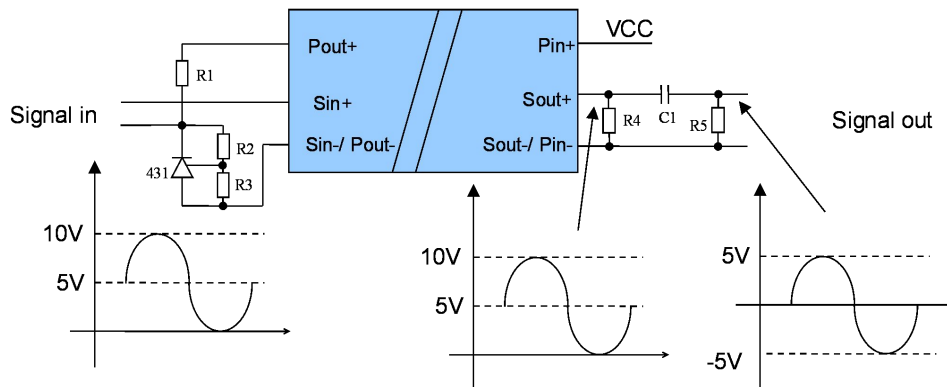 Pout+
Pin+
VCC
R1
Sin+
Sout+
Signal in
R4
C1
R5
Signal out
R2
Sin-/ Pout-
Sout-/ Pin-
431
R3
10V
5V
10V
5V
5V
-5V